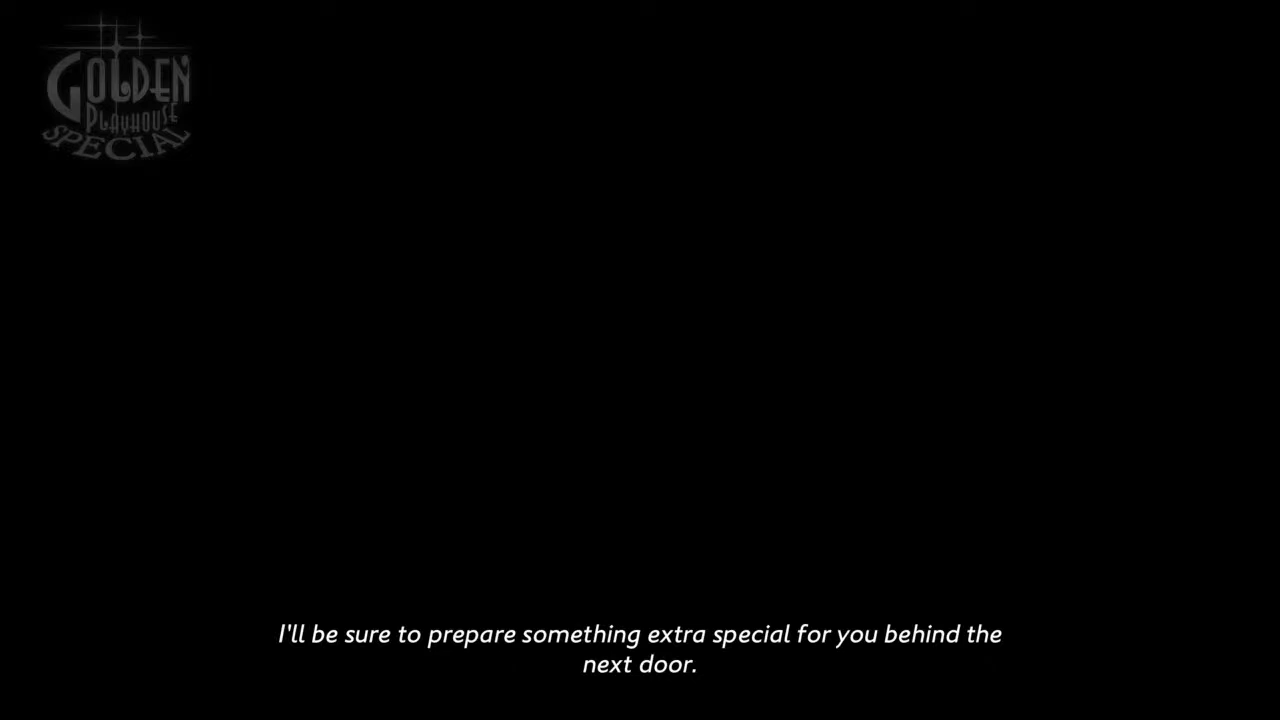 GOLDEN
PLAYHOUSE
SPECIAL
I'll be sure to prepare something extra special for you behind the
next door.